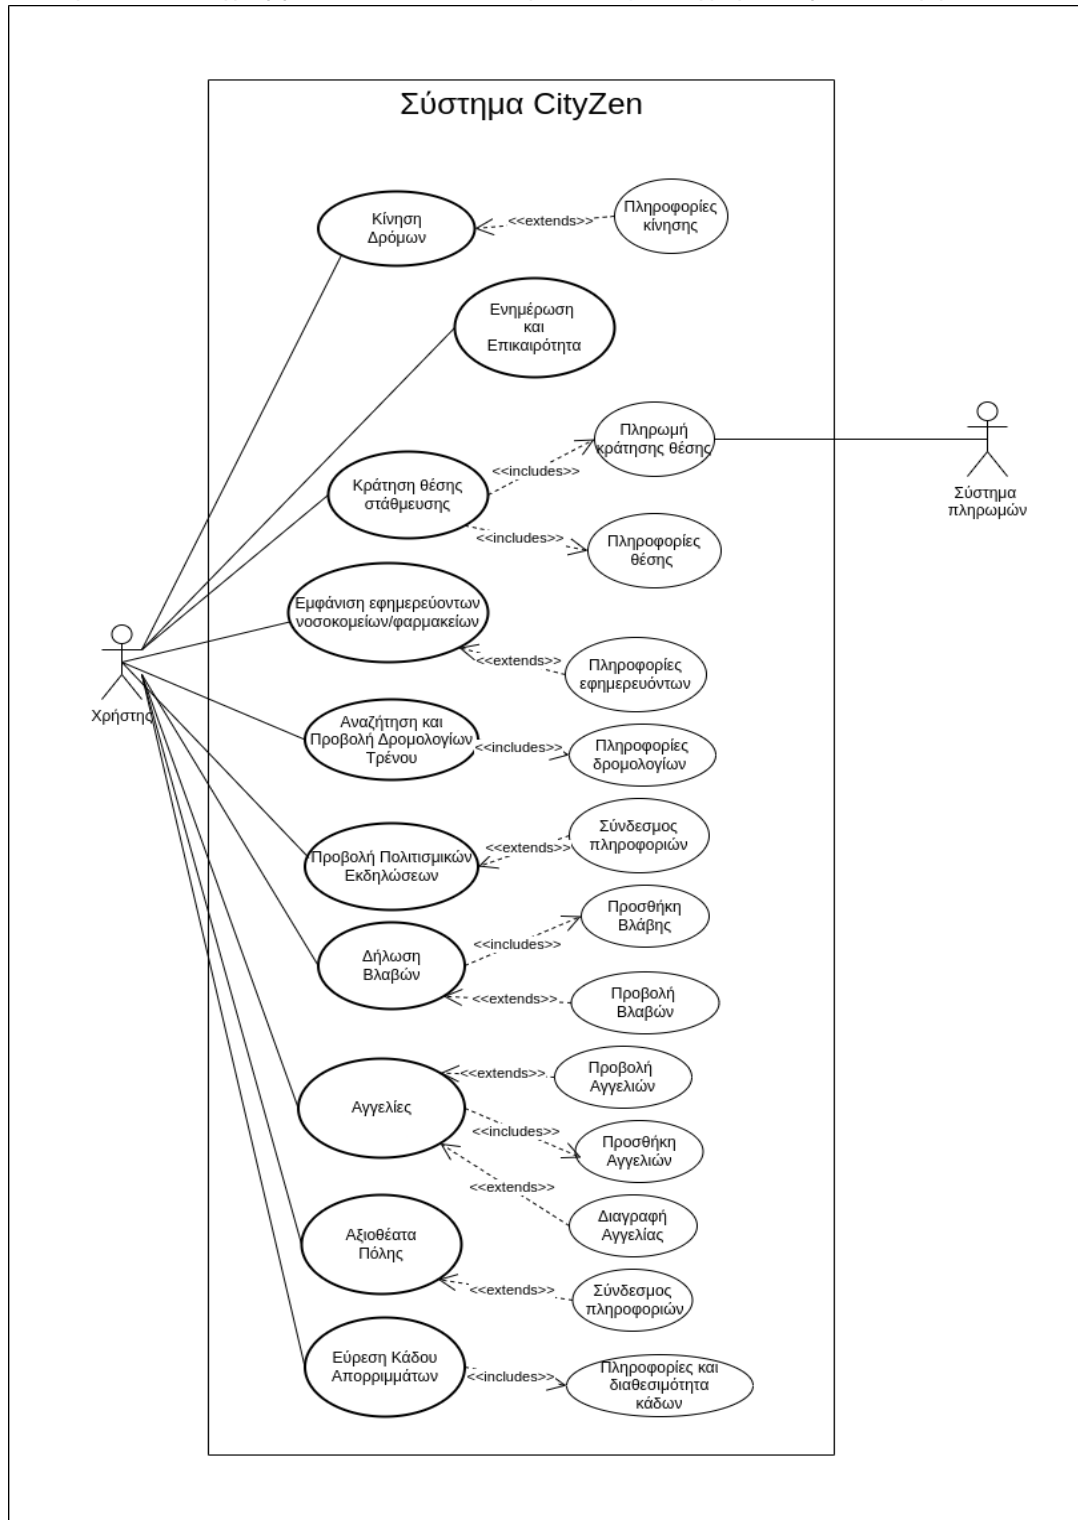 Σύστημα CityZen
Κίνηση
Δρόμων
<<extends>>
Πληροφορίες
κίνησης
Ενημέρωση
και
Επικαιρότητα
Πληρωμή
κράτησης θέσης
<<includes>>
Κράτηση θέσης
στάθμευσης
<<includes>>
Πληροφορίες
θέσης
Σύστημα
πληρωμών
Εμφάνιση εφημερεύοντων
νοσοκομείων/φαρμακείων
<<extends>>
Πληροφορίες
εφημερευόντων
Χρήστης
Αναζήτηση και
Προβολή Δρομολογίων
Τρένου
<<includes>>
Πληροφορίες
δρομολογίων
Προβολή Πολιτισμικών
Εκδηλώσεων
<<extends>>
Σύνδεσμος
πληροφοριών
Δήλωση
Βλαβών
<<includes>>
Προσθήκη
Βλάβης
<<extends>>
Προβολή
Βλαβών
Αγγελίες
<<extends>>
Προβολή
Αγγελιών
<<includes>>
Προσθήκη
Αγγελιών
<<extends>>
Διαγραφή
Αγγελίας
Αξιοθέατα
Πόλης
<<extends>>
Σύνδεσμος
πληροφοριών
Εύρεση Κάδου
Απορριμμάτων
<<includes>>
Πληροφορίες και
διαθεσιμότητα
κάδων